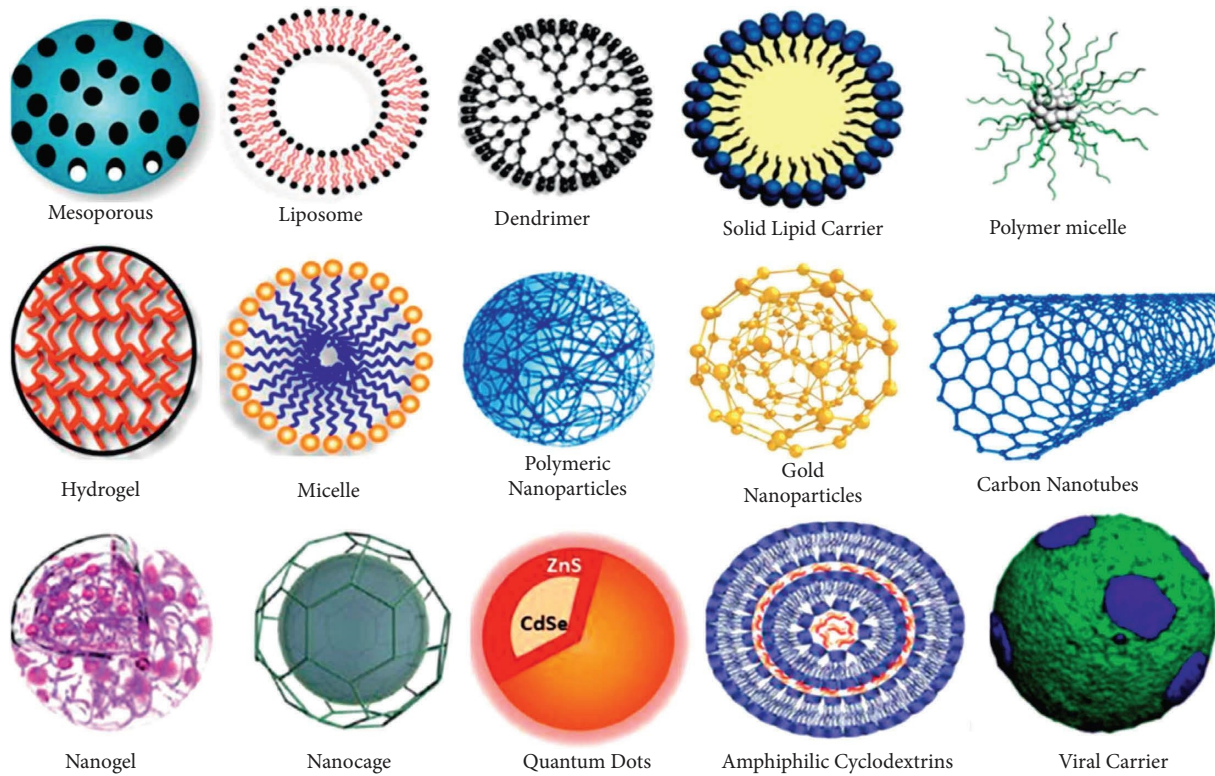 Mesoporous
Liposome
Dendrimer
Solid Lipid Carrier
Polymer micelle
Hydrogel
Micelle
Polymeric
Nanoparticles
Gold
Nanoparticles
Carbon Nanotubes
ZnS
CdSe
Nanogel
Nanocage
Quantum Dots
Amphiphilic Cyclodextrins
Viral Carrier